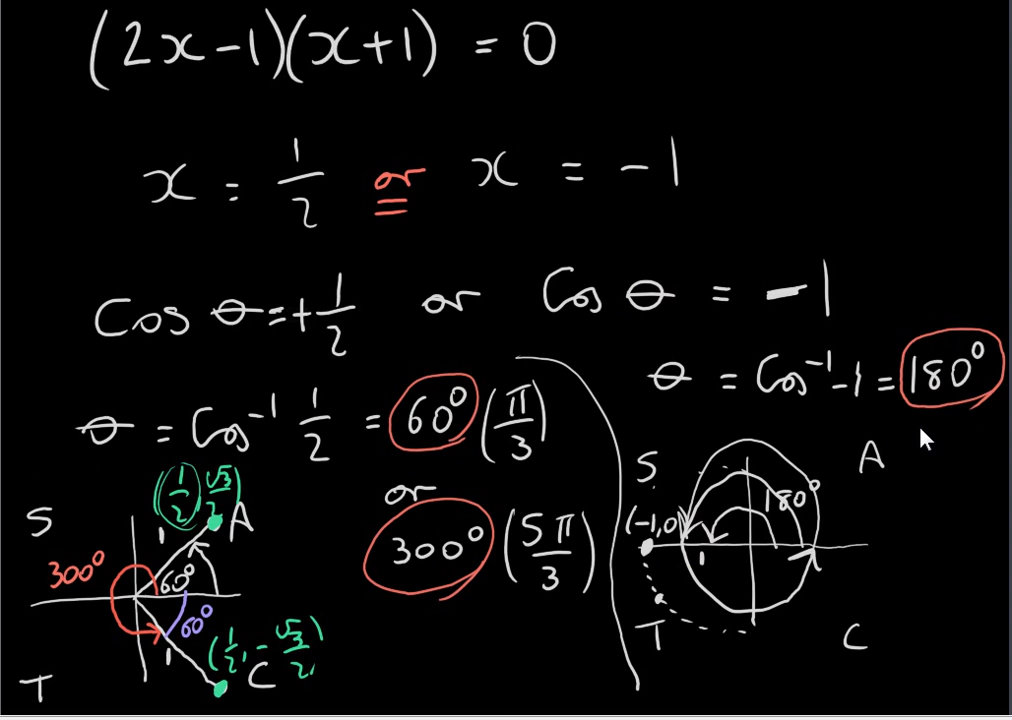 (2x-1)(x+1) = 0
x = 1/2 or x = -1
Cos θ = +1/2 or Cos θ = -1
θ = Cos⁻¹ -1 = 180°
θ = Cos⁻¹ 1/2 = 60° (π/3)
or
300° (5π/3)
(1/2, √3/2)
S A
1
300° 60°
60°
1
(1/2, -√3/2)
T C
S A
180°
(-1,0)
1
T C